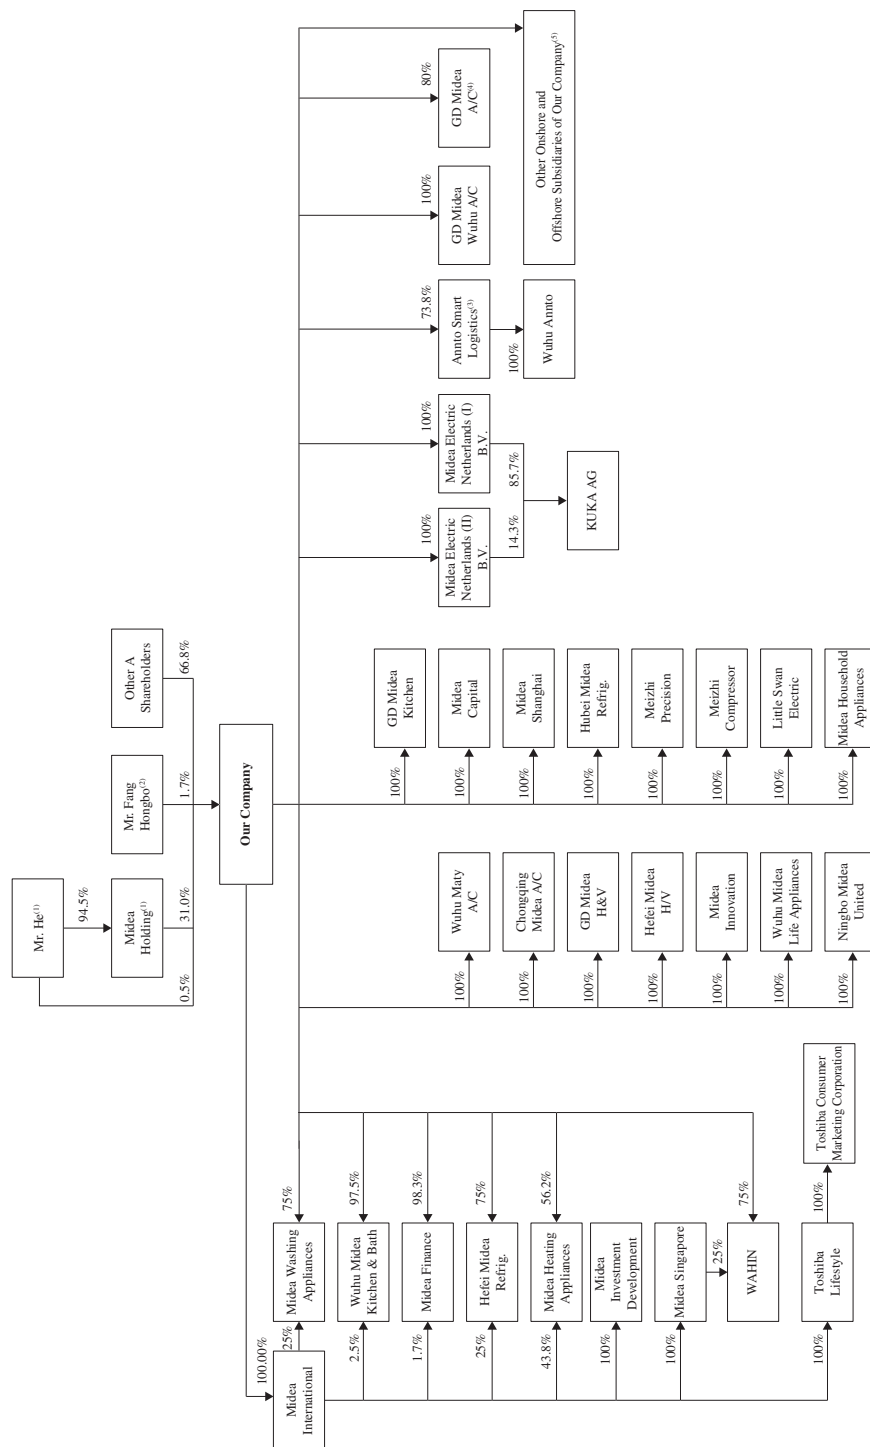 Mr. He(1)
94.5%
Midea
Holding(1)
0.5%
31.0%
Mr. Fang
Hongbo(2)
1.7%
Other A
Shareholders
66.8%
Our Company
100.00%
Midea
International
25%
Midea Washing
Appliances
75%
2.5%
Wuhu Midea
Kitchen & Bath
97.5%
1.7%
Midea Finance
98.3%
25%
Hefei Midea
Refrig.
75%
43.8%
Midea Heating
Appliances
56.2%
100%
Midea
Investment
Development
100%
Midea Singapore
25%
WAHIN
75%
100%
Toshiba
Lifestyle
100%
Toshiba Consumer
Marketing Corporation
100%
Wuhu Maty
A/C
100%
Chongqing
Midea A/C
100%
GD Midea
H&V
100%
Hefei Midea
H/V
100%
Midea
Innovation
100%
Wuhu Midea
Life Appliances
100%
Ningbo Midea
United
100%
GD Midea
Kitchen
100%
Midea
Capital
100%
Midea
Shanghai
100%
Hubei Midea
Refrig.
100%
Meizhi
Precision
100%
Meizhi
Compressor
100%
Little Swan
Electric
100%
Midea Household
Appliances
100%
Midea Electric
Netherlands (II)
B.V.
14.3%
100%
Midea Electric
Netherlands (I)
B.V.
85.7%
KUKA AG
73.8%
Annto Smart
Logistics(3)
100%
Wuhu Annto
100%
GD Midea
Wuhu A/C
80%
GD Midea
A/C(4)
Other Onshore and
Offshore Subsidiaries of Our Company(5)